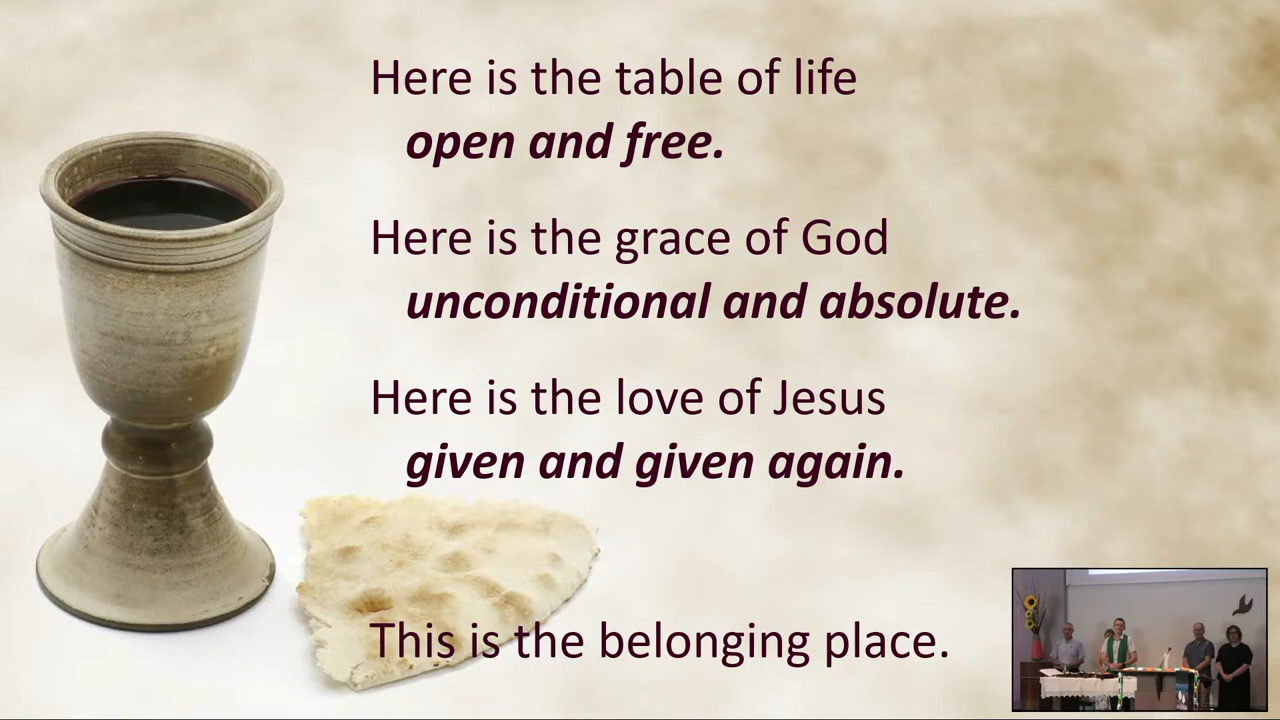 Here is the table of life
open and free.
Here is the grace of God
unconditional and absolute.
Here is the love of Jesus
given and given again.
This is the belonging place.